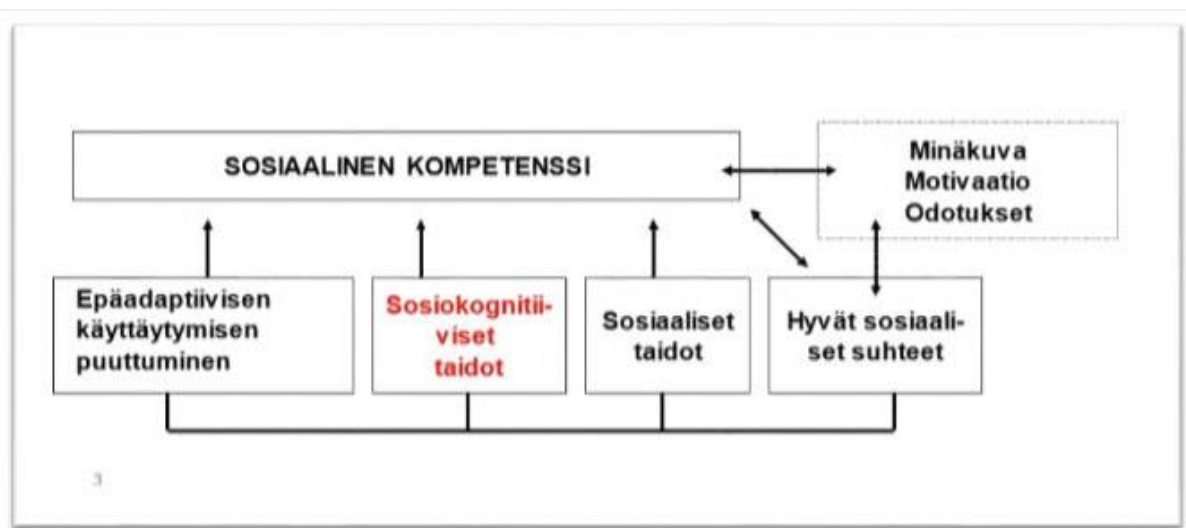 SOSIAALINEN KOMPETENSSI
Minäkuva
Motivaatio
Odotukset
Epäadaptiivisen
käyttäytymisen
puuttuminen
Sosiokognitii-
viset
taidot
Sosiaaliset
taidot
Hyvät sosiaali-
set suhteet
3